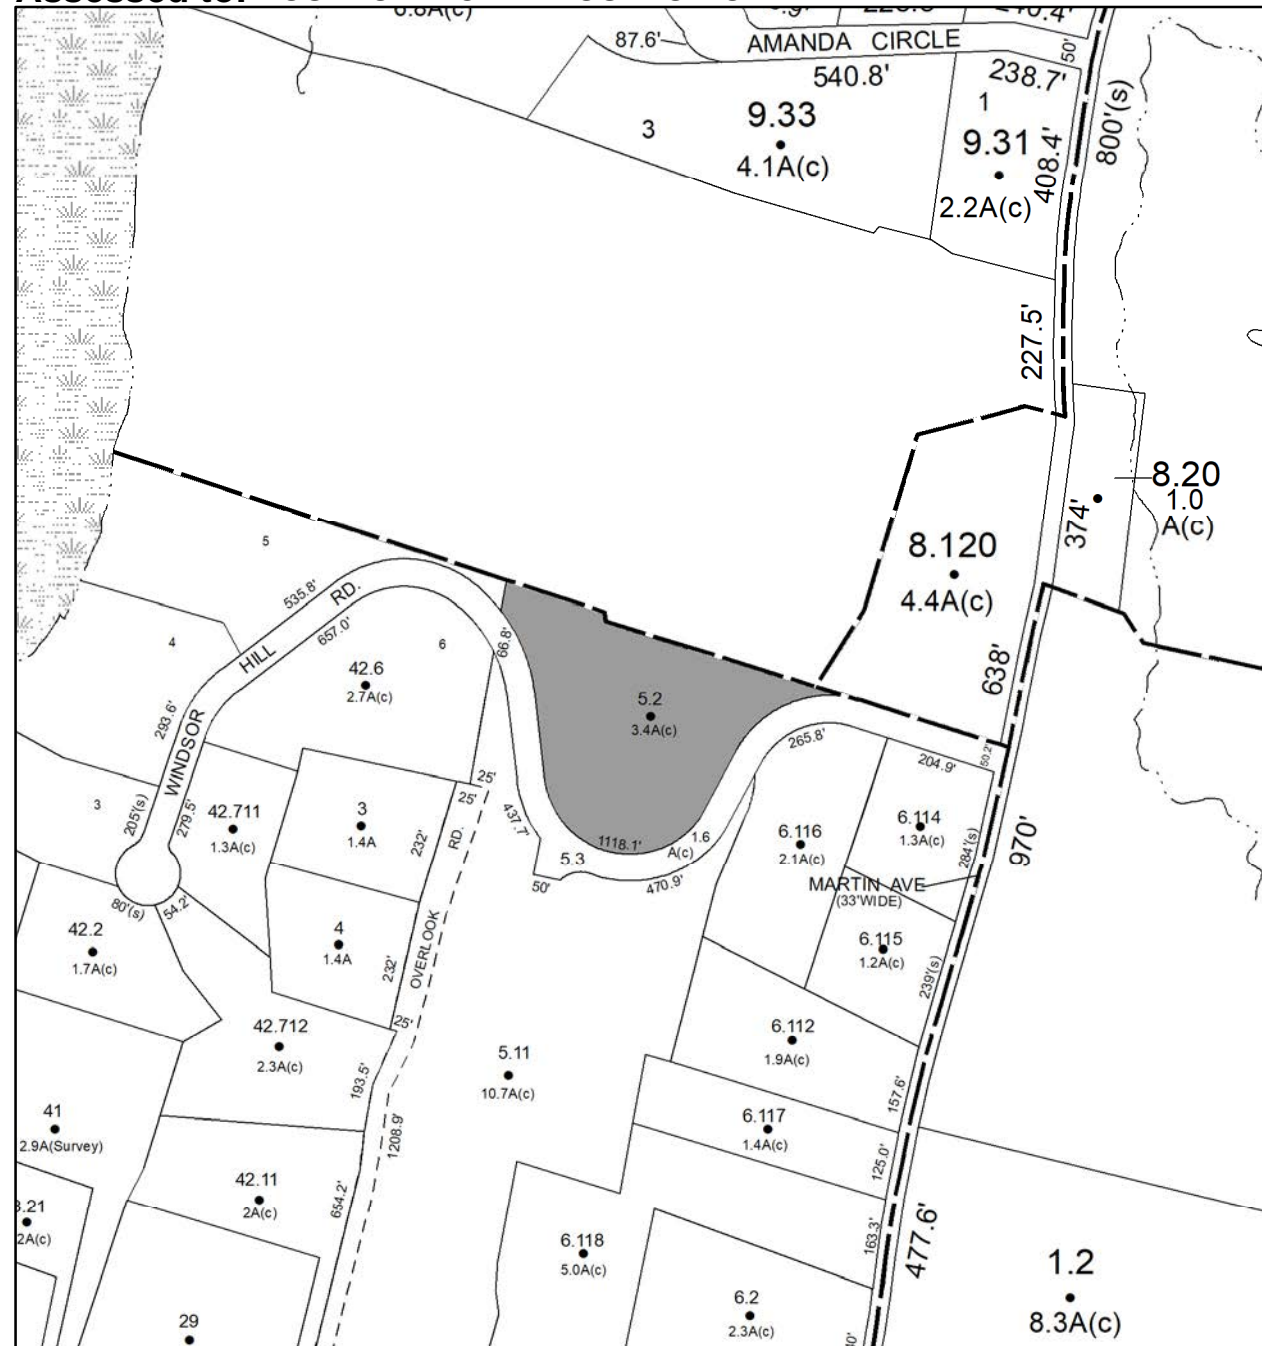 Assessed to:
6.8A(c)
87.6'
AMANDA CIRCLE
50'
540.8'
238.7'
800'(s)
3
9.33
4.1A(c)
1
9.31
2.2A(c)
408.4'
227.5'
8.20
1.0
A(c)
374'
8.120
4.4A(c)
638'
5
535.8'
HILL
RD.
657.0'
4
6
66.8'
42.6
2.7A(c)
293.6'
WINDSOR
5.2
3.4A(c)
265.8'
204.9'
50.2'
3
205'(s)
279.5'
42.711
1.3A(c)
3
1.4A
232'
25'
25'
RD.
437.7'
1118.1'
1.6
A(c)
5.3
50'
470.9'
6.116
2.1A(c)
6.114
1.3A(c)
284'(s)
970'
MARTIN AVE
(33'WIDE)
80'(s)
54.2'
42.2
1.7A(c)
4
1.4A
232'
OVERLOOK
25'
6.115
1.2A(c)
239'(s)
42.712
2.3A(c)
193.5'
5.11
10.7A(c)
6.112
1.9A(c)
157.6'
41
2.9A(Survey)
1208.9'
6.117
1.4A(c)
125.0'
42.11
2A(c)
654.2'
3.21
2A(c)
6.118
5.0A(c)
163.3'
477.6'
1.2
8.3A(c)
29
6.2
2.3A(c)